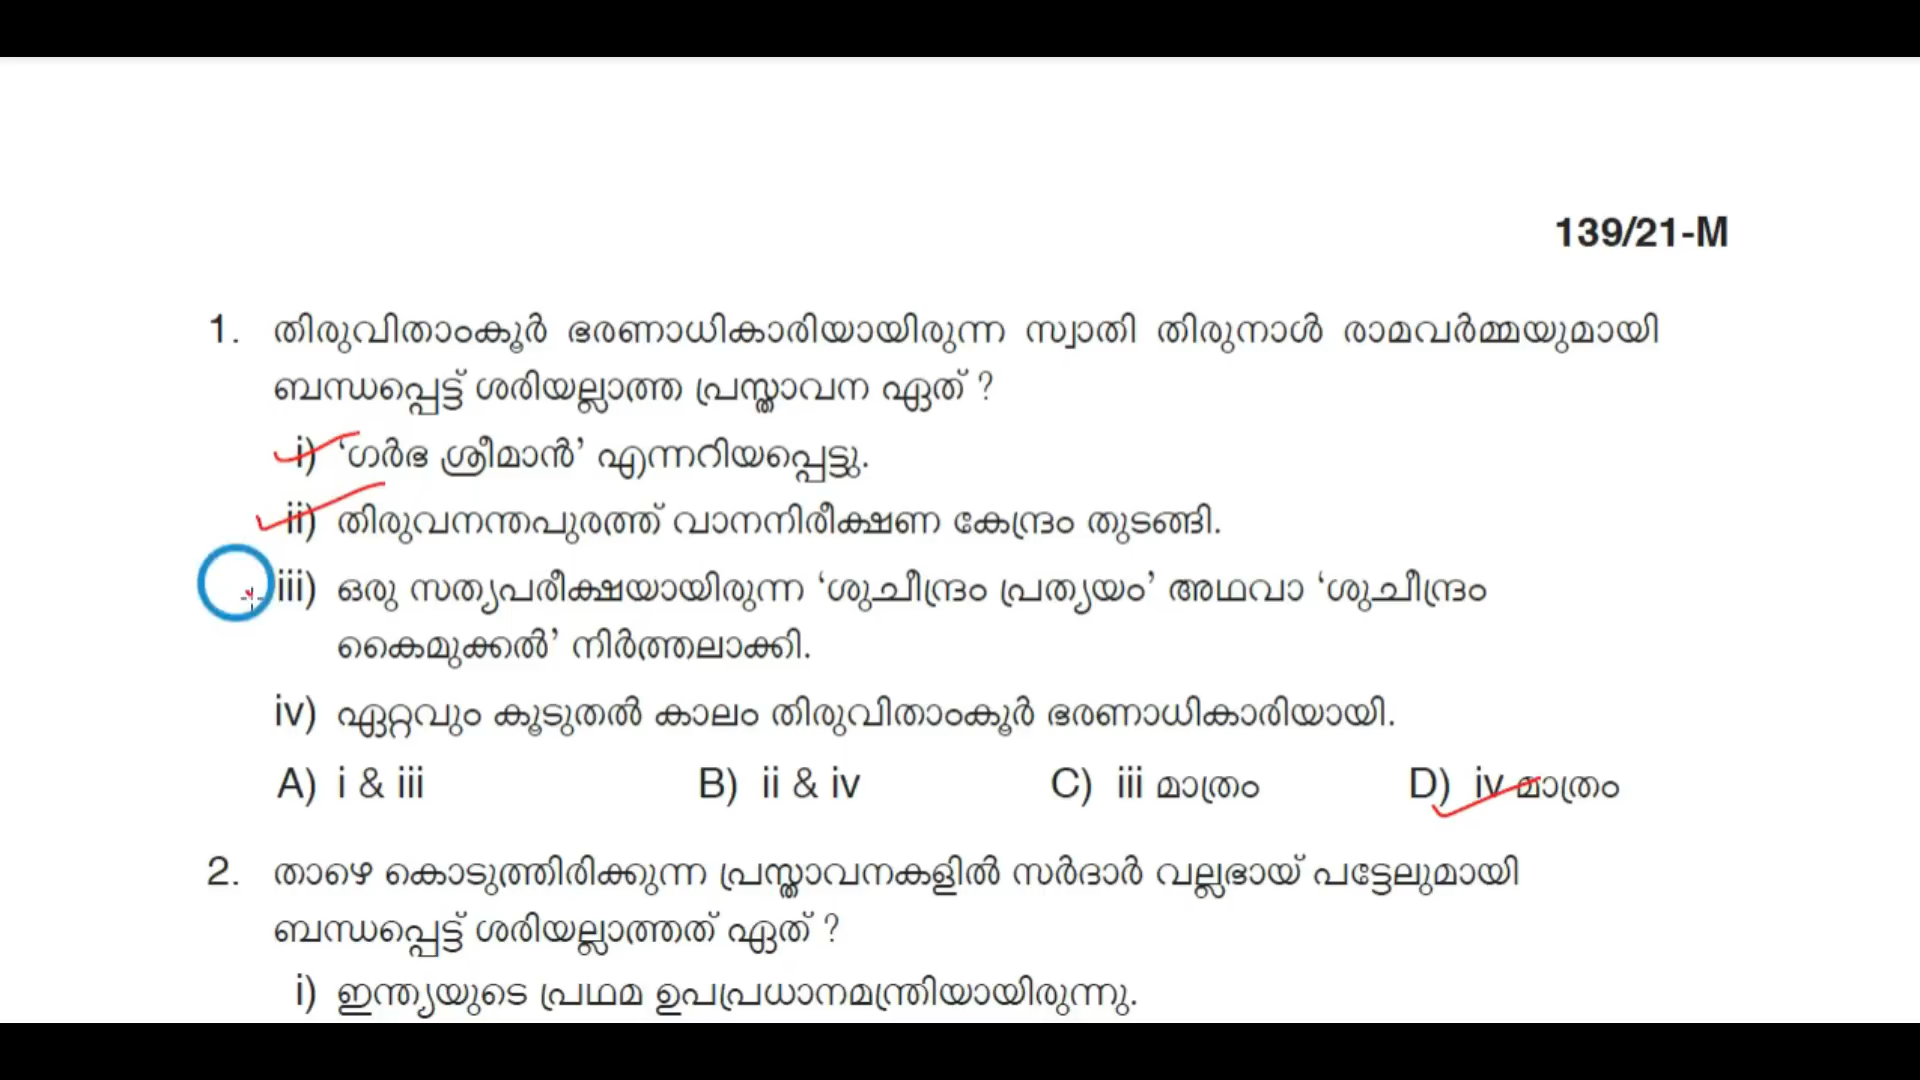 139/21-M
1. തിരുവിതാംകൂർ ഭരണാധികാരിയായിരുന്ന സ്വാതി തിരുനാൾ രാമവർമ്മയുമായി
ബന്ധപ്പെട്ട് ശരിയല്ലാത്ത പ്രസ്താവന ഏത് ?
i) ‘ഗർഭ ശ്രീമാൻ’ എന്നറിയപ്പെട്ടു.
ii) തിരുവനന്തപുരത്ത് വാനനിരീക്ഷണ കേന്ദ്രം തുടങ്ങി.
iii) ഒരു സത്യപരീക്ഷയായിരുന്ന ‘ശുചീന്ദ്രം പ്രത്യയം’ അഥവാ ‘ശുചീന്ദ്രം
കൈമുക്കൽ’ നിർത്തലാക്കി.
iv) ഏറ്റവും കൂടുതൽ കാലം തിരുവിതാംകൂർ ഭരണാധികാരിയായി.
A) i & iii B) ii & iv C) iii മാത്രം D) iv മാത്രം
2. താഴെ കൊടുത്തിരിക്കുന്ന പ്രസ്താവനകളിൽ സർദാർ വല്ലഭായ് പട്ടേലുമായി
ബന്ധപ്പെട്ട് ശരിയല്ലാത്തത് ഏത് ?
i) ഇന്ത്യയുടെ പ്രഥമ ഉപപ്രധാനമന്ത്രിയായിരുന്നു.